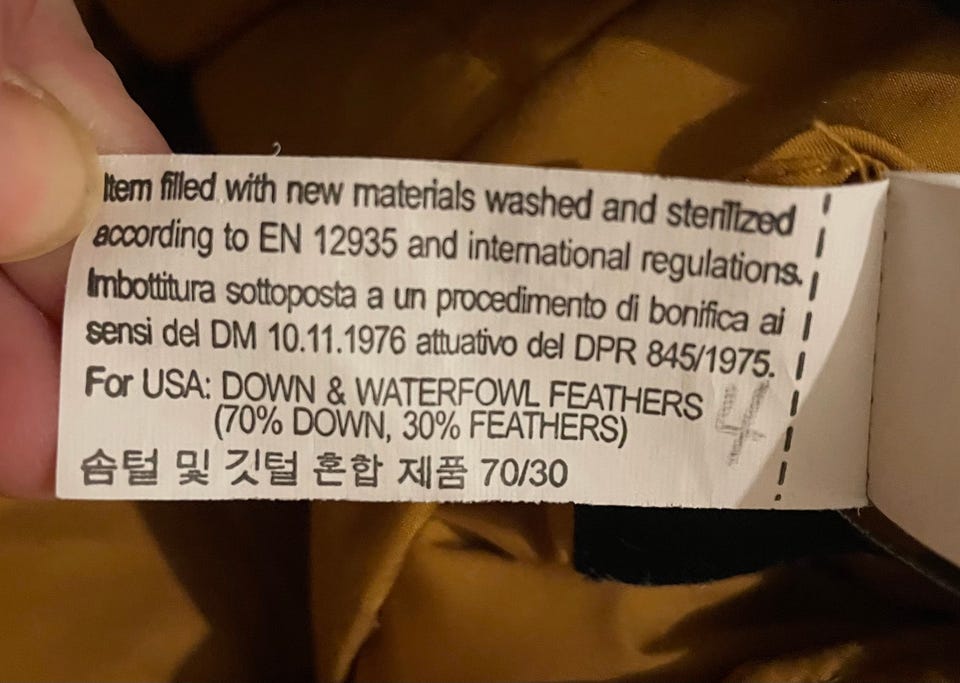 Item filled with new materials washed and sterilized
according to EN 12935 and international regulations.
Imbottitura sottoposta a un procedimento di bonifica ai
sensi del DM 10.11.1976 attuativo del DPR 845/1975.
For USA: DOWN & WATERFOWL FEATHERS
(70% DOWN, 30% FEATHERS)
4
솜털 및 깃털 혼합 제품 70/30